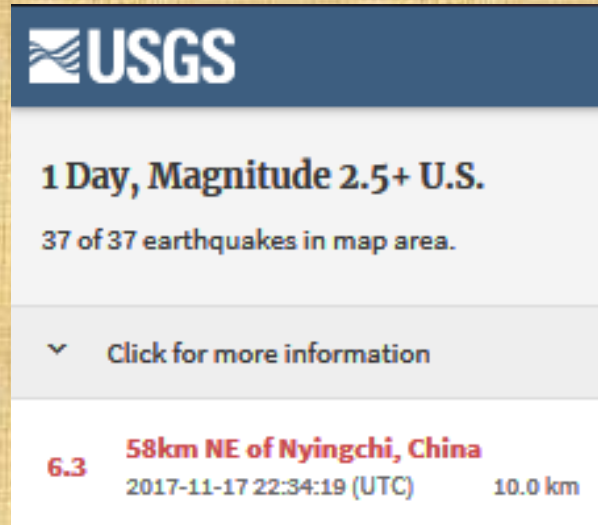 USGS
1 Day, Magnitude 2.5+ U.S.
37 of 37 earthquakes in map area.
Click for more information
6.3 58km NE of Nyingchi, China
2017-11-17 22:34:19 (UTC) 10.0 km